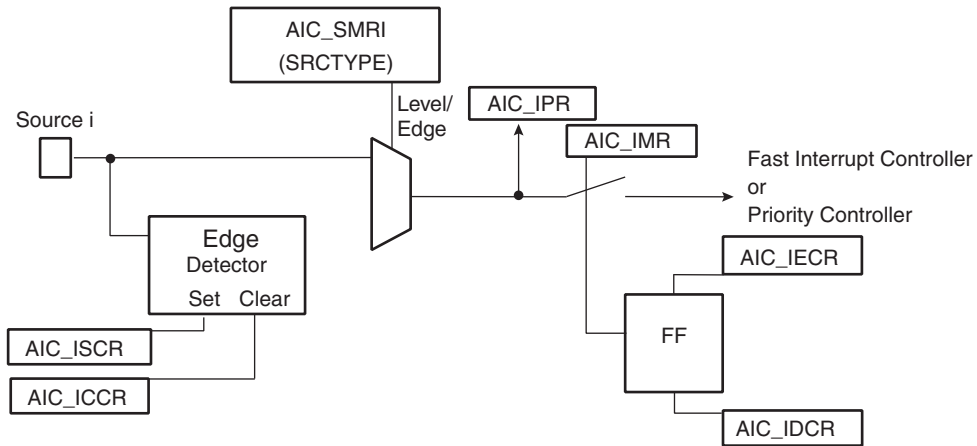 AIC_SMRI
(SRCTYPE)
Level/
Edge
AIC_IPR
Source i
AIC_IMR
Fast Interrupt Controller
or
Priority Controller
Edge
Detector
Set Clear
AIC_IECR
FF
AIC_ISCR
AIC_ICCR
AIC_IDCR